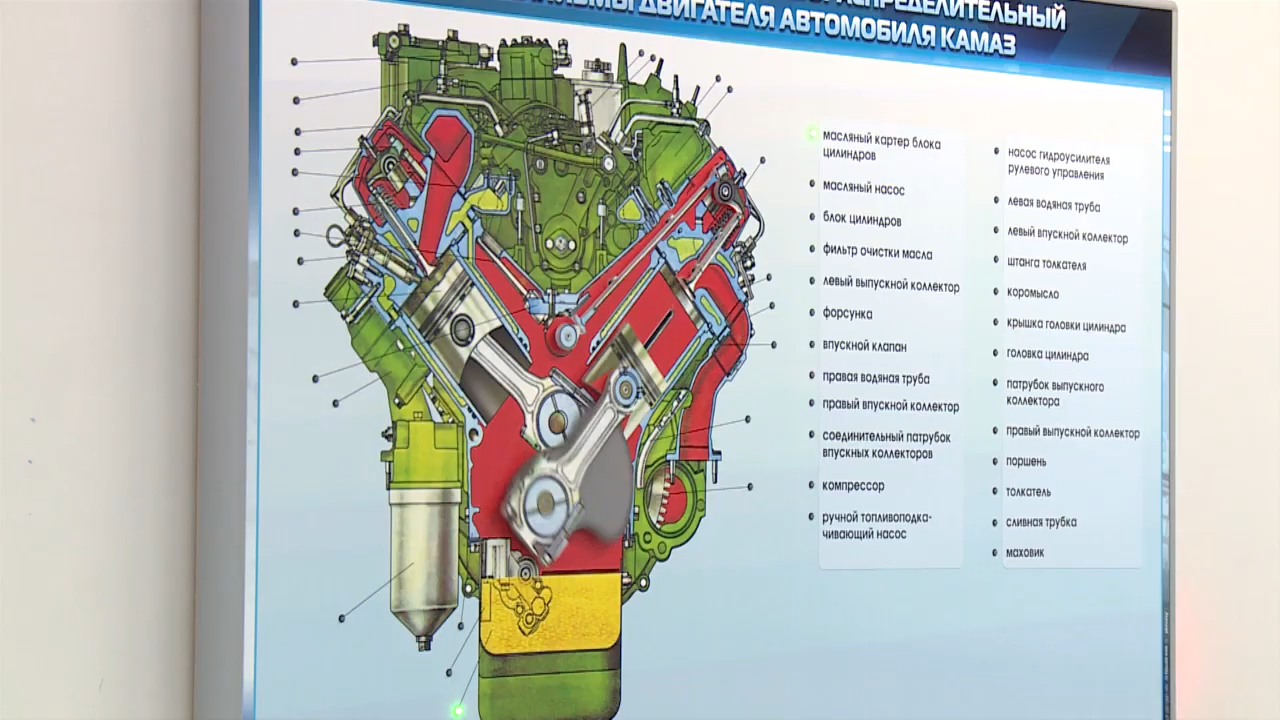 РАСПРЕДЕЛИТЕЛЬНЫЙ
ДВИГАТЕЛЯ АВТОМОБИЛЯ КАМАЗ
масляный картер блока
цилиндров
масляный насос
блок цилиндров
фильтр очистки масла
левый выпускной коллектор
форсунка
впускной клапан
правая водяная труба
правый впускной коллектор
соединительный патрубок
впускных коллекторов
компрессор
ручной топливоподка-
чивающий насос
насос гидроусилителя
рулевого управления
левая водяная труба
левый впускной коллектор
штанга толкателя
коромысло
крышка головки цилиндра
головка цилиндра
патрубок выпускного
коллектора
правый выпускной коллектор
поршень
толкатель
сливная трубка
маховик